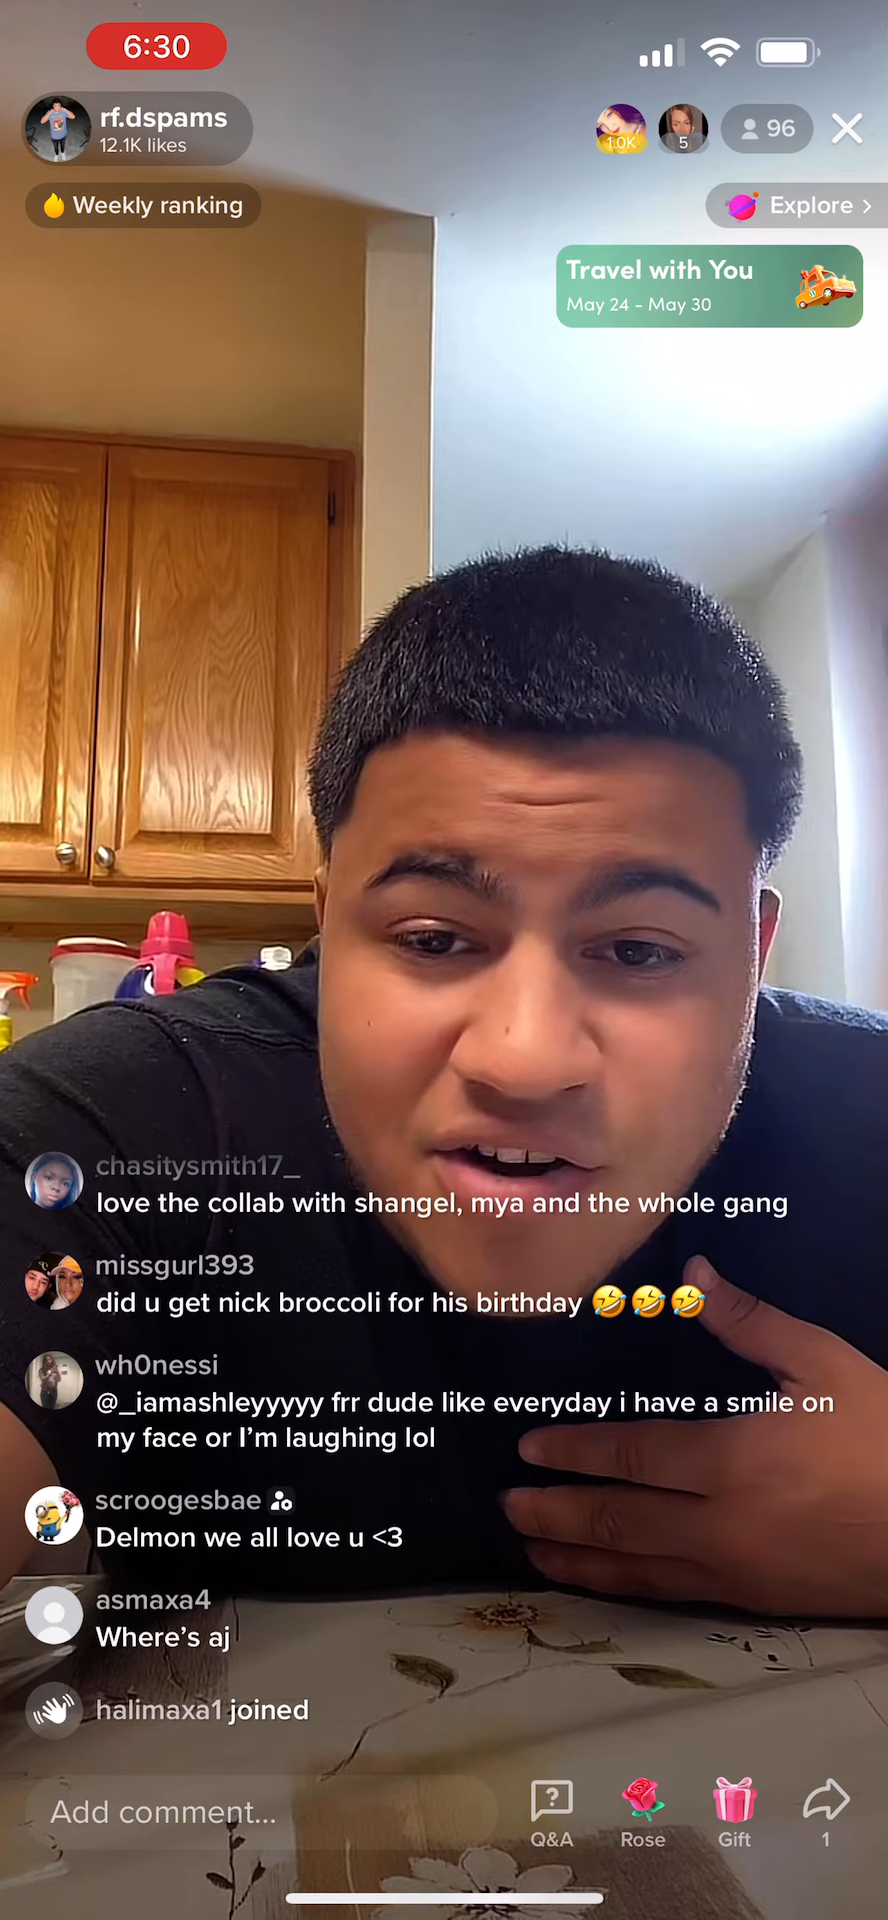 6:30
rf.dspams
12.1K likes
1.0K
5
96
Weekly ranking
Explore >
Travel with You
May 24 - May 30
chasitysmith17_
love the collab with shangel, mya and the whole gang
missgurl393
did u get nick broccoli for his birthday 🤣🤣🤣
wh0nessi
@_iamashleyyyyy frr dude like everyday i have a smile on
my face or I’m laughing lol
scroogesbae
Delmon we all love u <3
asmaxa4
Where’s aj
halimaxa1 joined
Add comment...
Q&A
Rose
Gift
1